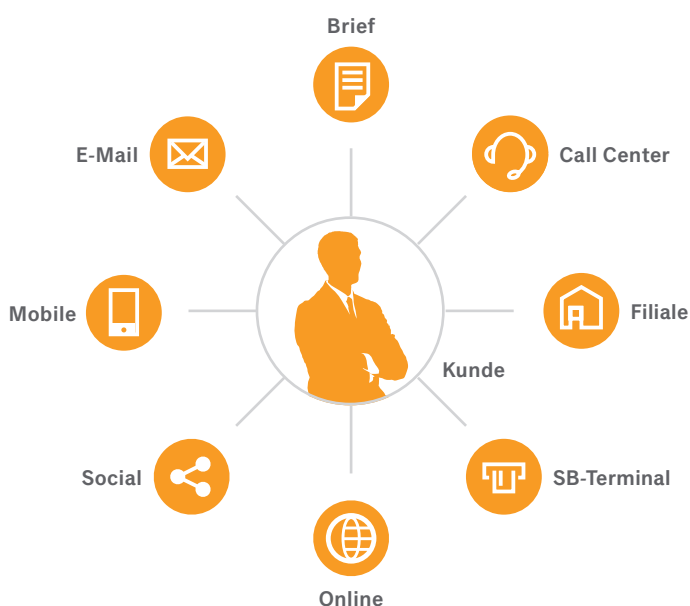 Brief
E-Mail
Call Center
Mobile
Filiale
Kunde
Social
SB-Terminal
Online